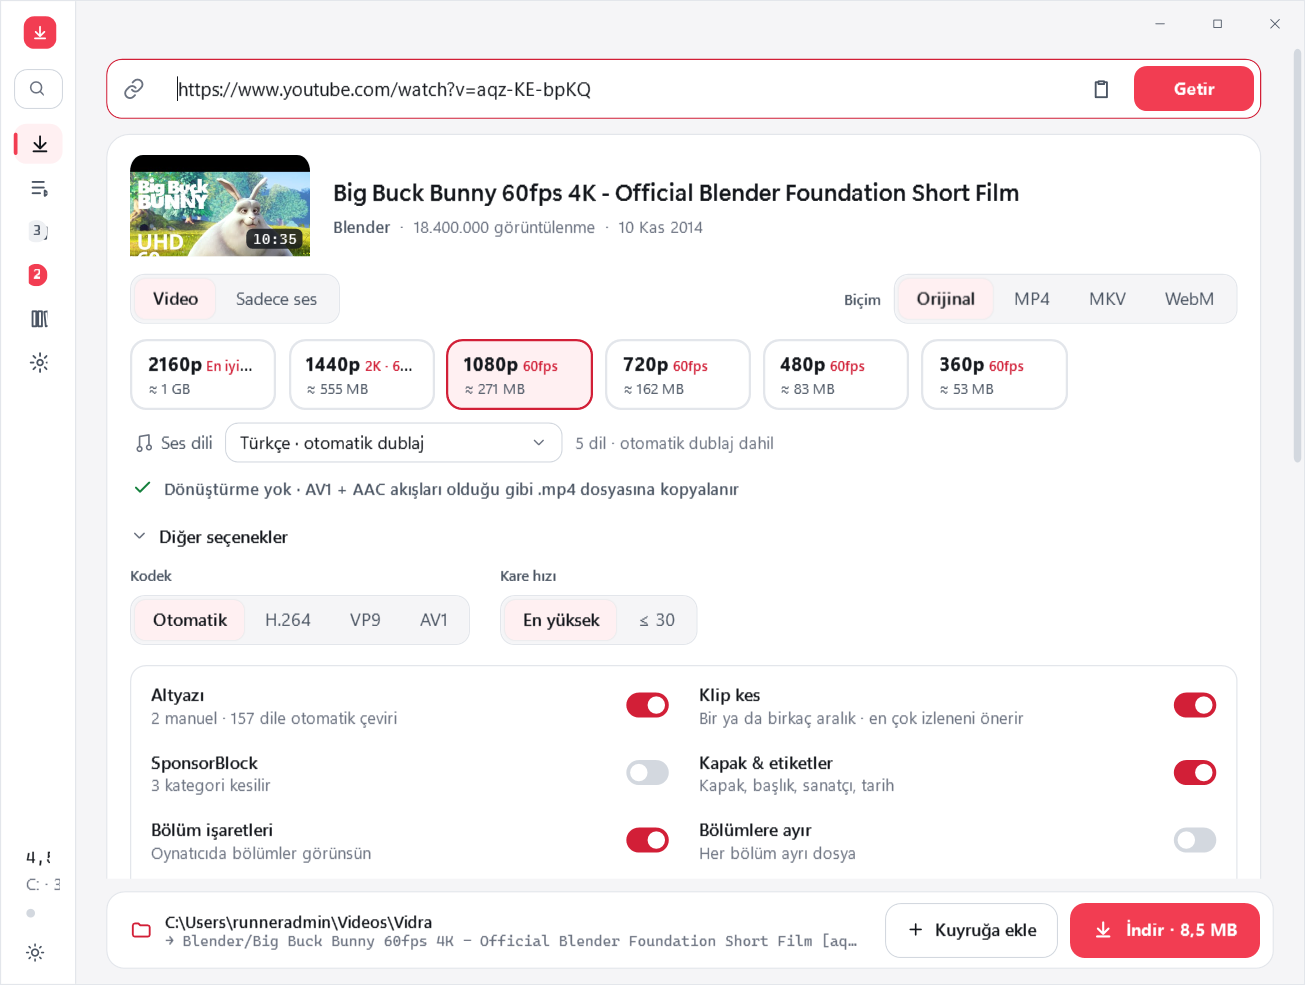 https://www.youtube.com/watch?v=aqz-KE-bpKQ
Getir
Big Buck
BUNNY
UHD
10:35
Big Buck Bunny 60fps 4K - Official Blender Foundation Short Film
Blender · 18.400.000 görüntülenme · 10 Kas 2014
Video Sadece ses
Biçim Orijinal MP4 MKV WebM
2160p En iyi...
≈ 1 GB
1440p 2K · 6...
≈ 555 MB
1080p 60fps
≈ 271 MB
720p 60fps
≈ 162 MB
480p 60fps
≈ 83 MB
360p 60fps
≈ 53 MB
Ses dili Türkçe · otomatik dublaj 5 dil · otomatik dublaj dahil
Dönüştürme yok · AV1 + AAC akışları olduğu gibi .mp4 dosyasına kopyalanır
Diğer seçenekler
Kodek
Otomatik H.264 VP9 AV1
Kare hızı
En yüksek ≤ 30
Altyazı
2 manuel · 157 dile otomatik çeviri
Klip kes
Bir ya da birkaç aralık · en çok izleneni önerir
SponsorBlock
3 kategori kesilir
Kapak & etiketler
Kapak, başlık, sanatçı, tarih
Bölüm işaretleri
Oynatıcıda bölümler görünsün
Bölümlere ayır
Her bölüm ayrı dosya
3
2
C: · 3
C:\Users\runneradmin\Videos\Vidra
→ Blender/Big Buck Bunny 60fps 4K - Official Blender Foundation Short Film [aq…
+ Kuyruğa ekle
İndir · 8,5 MB